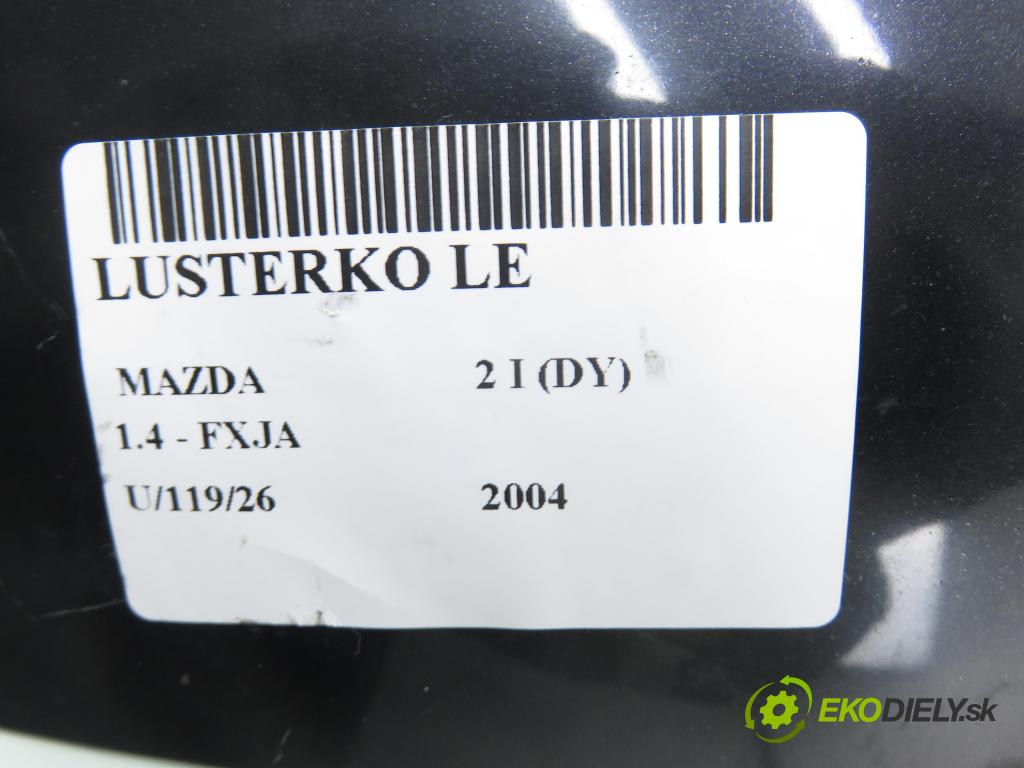 LUSTERKO LE
MAZDA 2 I (DY)
1.4 - FXJA
U/119/26 2004
EKODIELY.sk